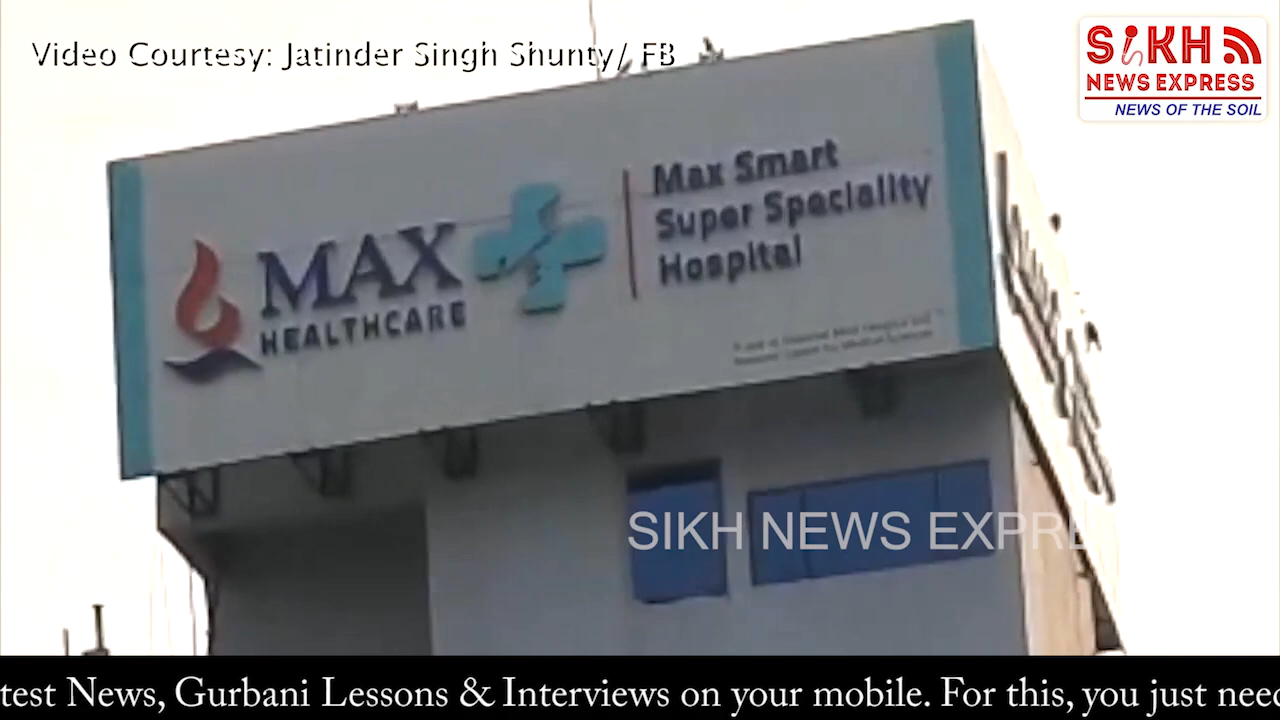 Video Courtesy: Jatinder Singh Shunty/ FB
SiKH
NEWS EXPRESS
NEWS OF THE SOIL
MAX
HEALTHCARE
Max Smart
Super Speciality
Hospital
SIKH NEWS EXPRE
test News, Gurbani Lessons & Interviews on your mobile. For this, you just need